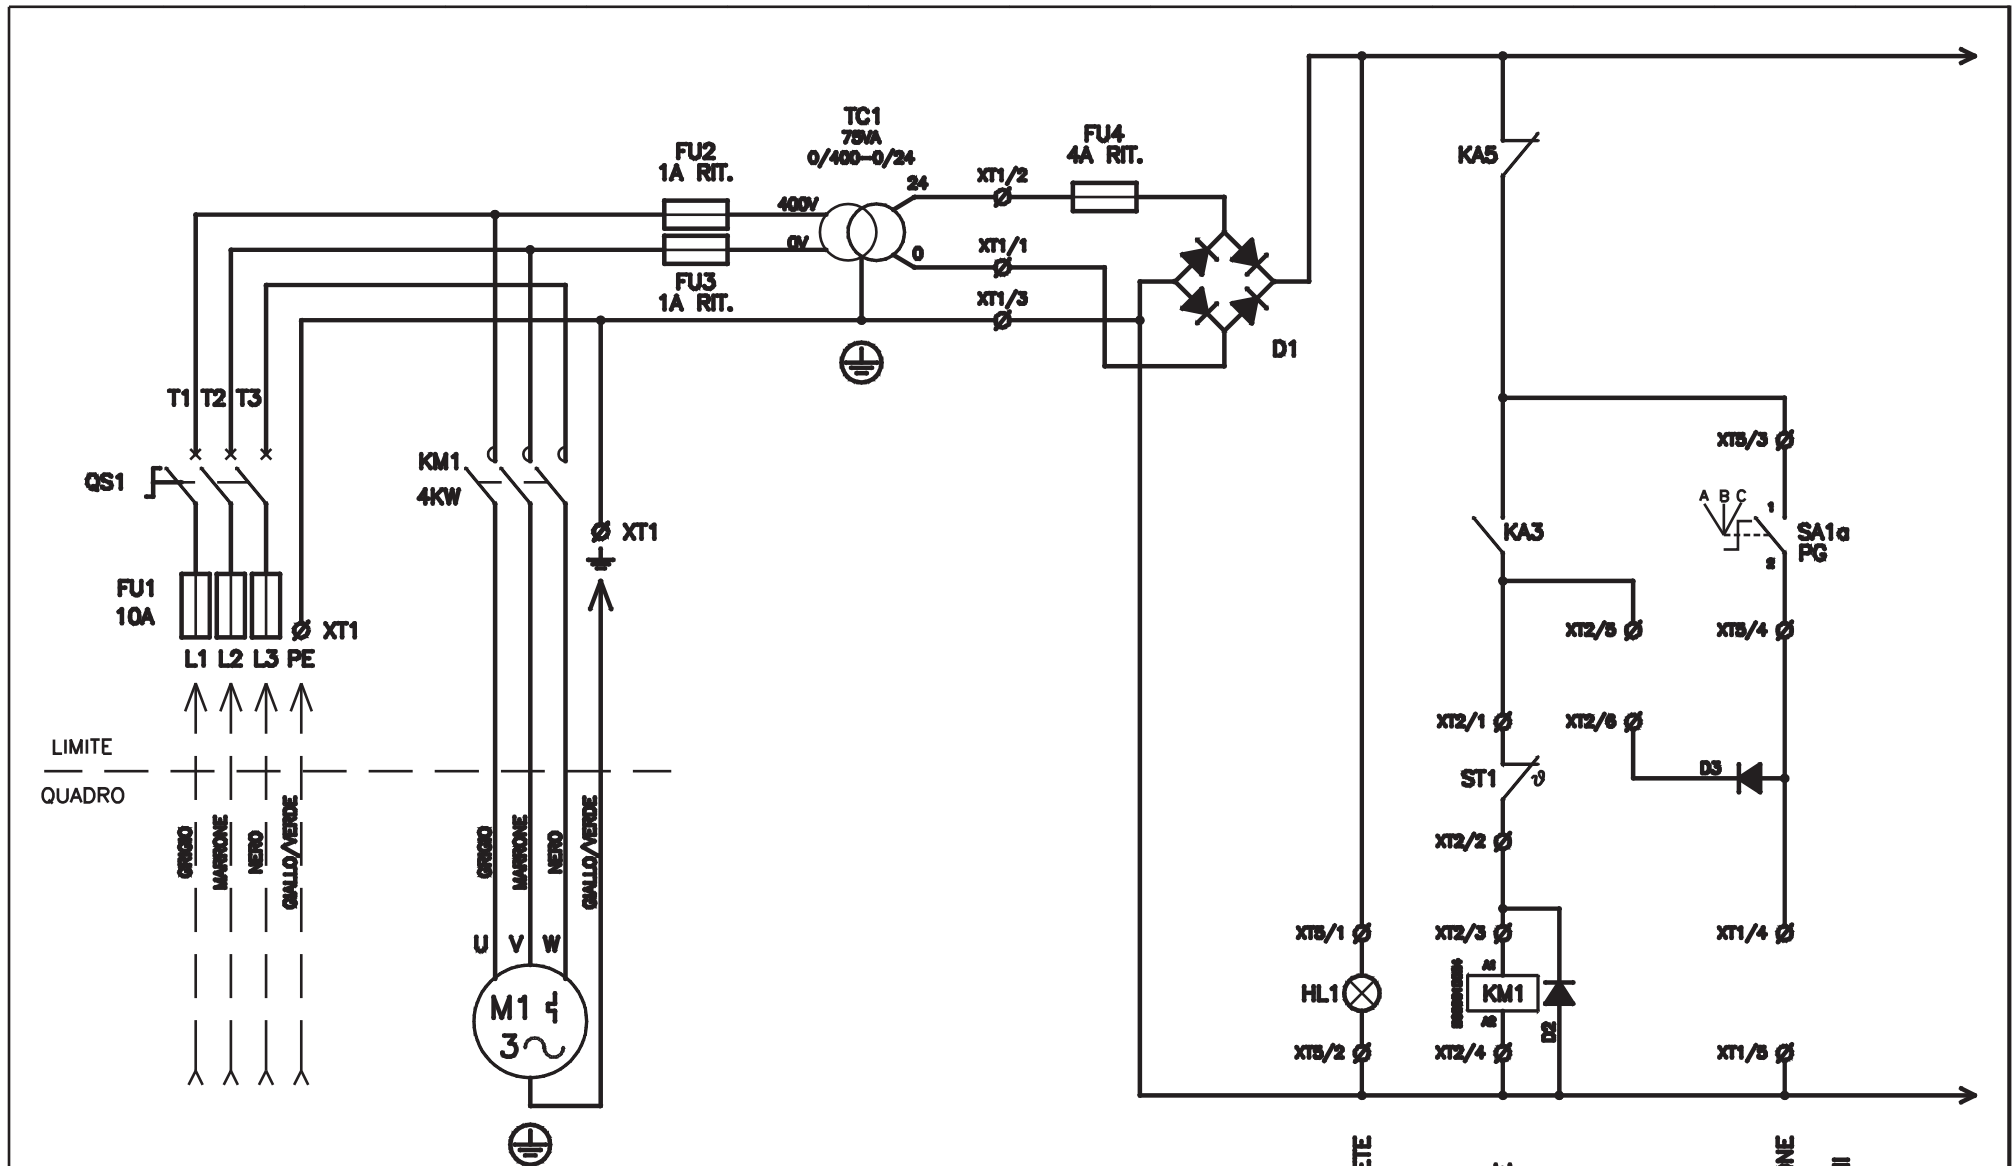 TC1
75VA
0/400-0/24
FU2
1A RIT.
FU4
4A RIT.
KA5
XT1/2
24
400V
0V
0
XT1/1
FU3
1A RIT.
XT1/3
D1
T1 T2 T3
XT5/3
KM1
4KW
QS1
A B C
1
SA1a
PG
2
KA3
XT1
FU1
10A
XT1
L1 L2 L3 PE
XT2/5
XT5/4
XT2/1
XT2/6
LIMITE
QUADRO
ST1
ϑ
D3
GRIGIO
MARRONE
NERO
GIALLO/VERDE
GRIGIO
MARRONE
NERO
GIALLO/VERDE
XT2/2
U V W
XT5/1
XT2/3
XT1/4
A1
M1
3
HL1
KM1
A2
D2
XT5/2
XT2/4
XT1/5